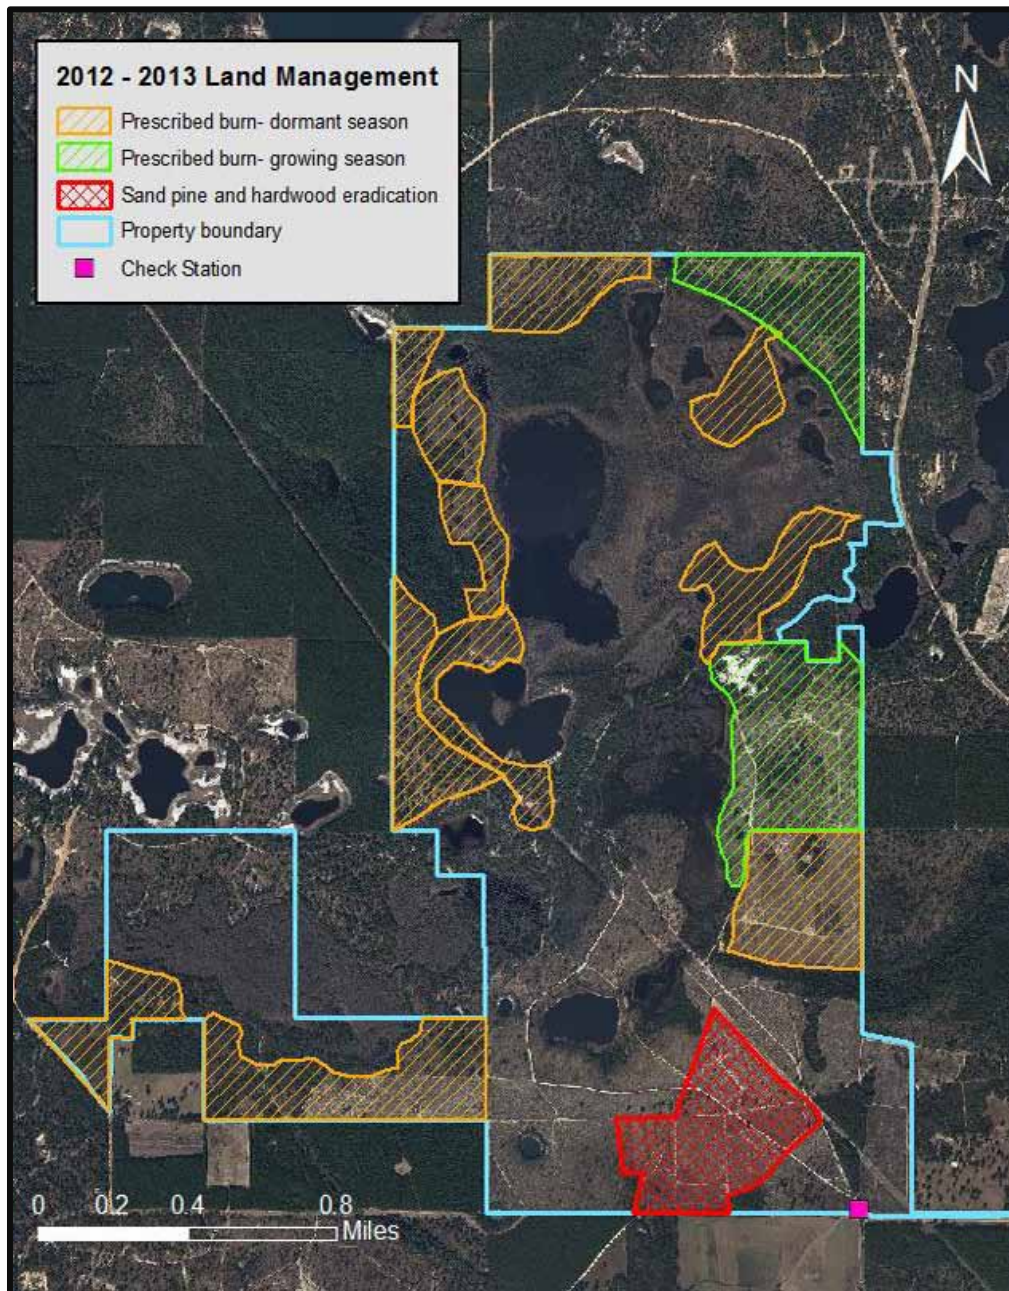 2012 - 2013 Land Management
Prescribed burn- dormant season
Prescribed burn- growing season
Sand pine and hardwood eradication
Property boundary
Check Station
N
0 0.2 0.4 0.8
Miles